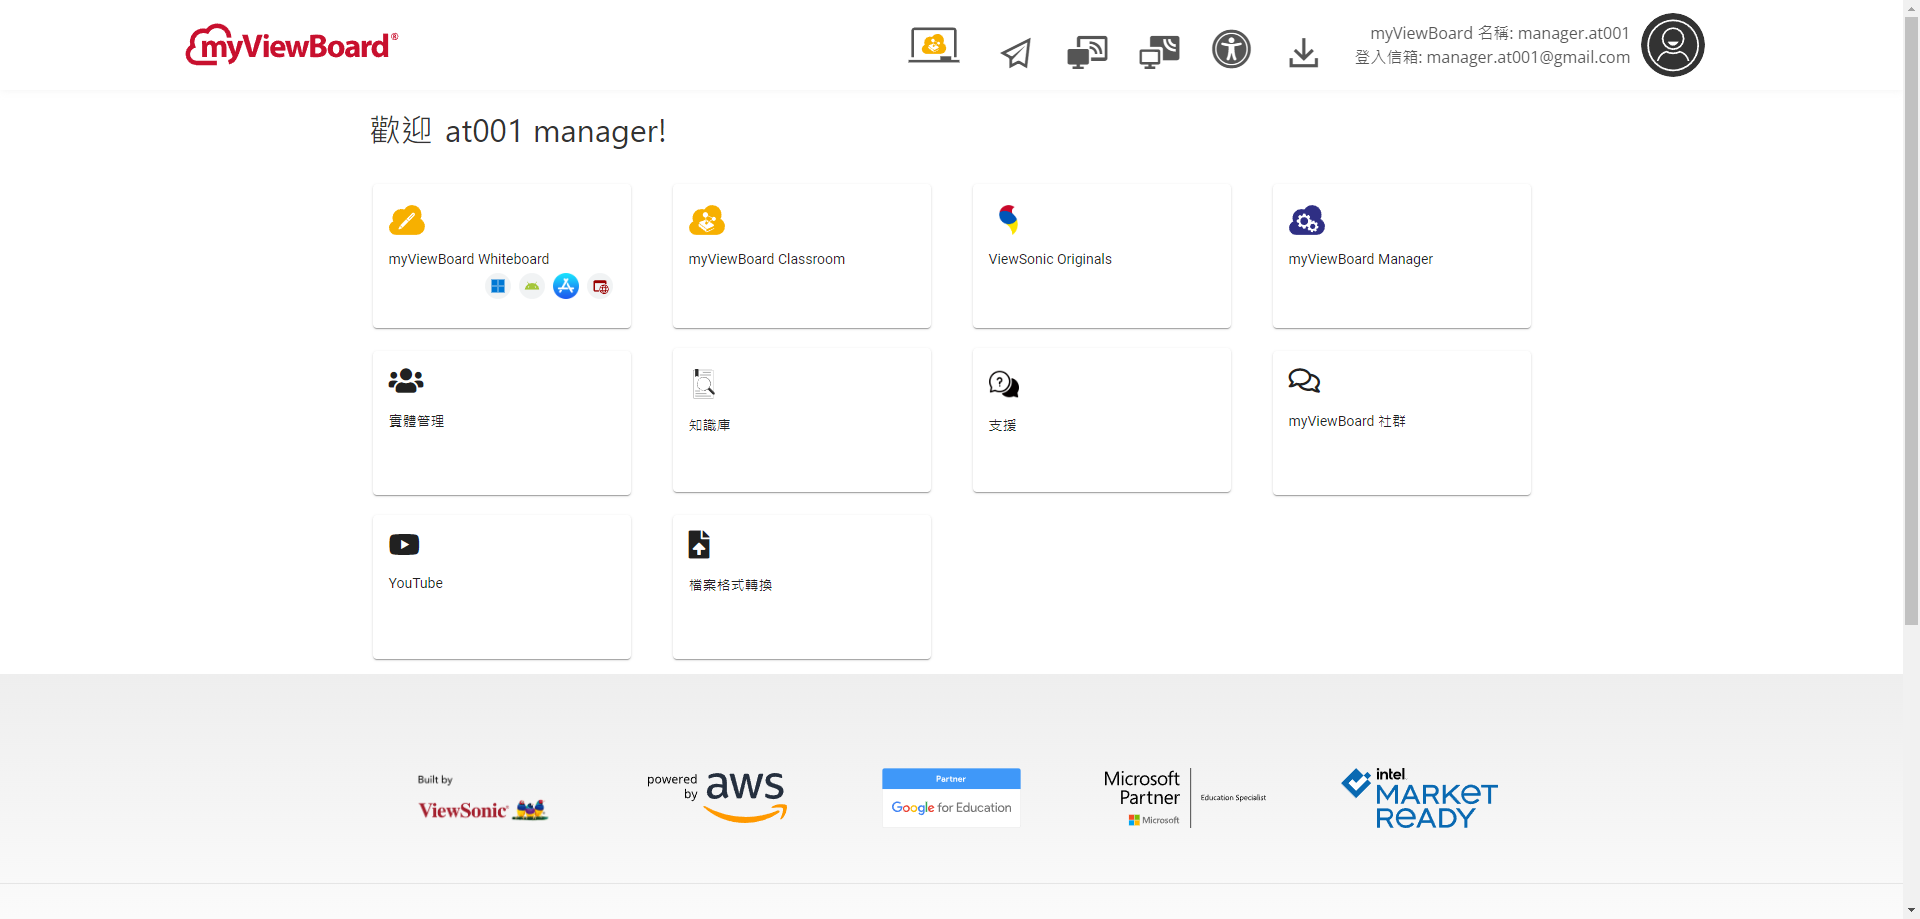 myViewBoard®
myViewBoard 名稱: manager.at001
登入信箱: manager.at001@gmail.com
歡迎 at001 manager!
myViewBoard Whiteboard
myViewBoard Classroom
ViewSonic Originals
myViewBoard Manager
實體管理
知識庫
支援
myViewBoard 社群
YouTube
檔案格式轉換
Built by
ViewSonic®
powered by
aws
Partner
Google for Education
Microsoft
Partner
Microsoft
Education Specialist
intel.
MARKET
READY